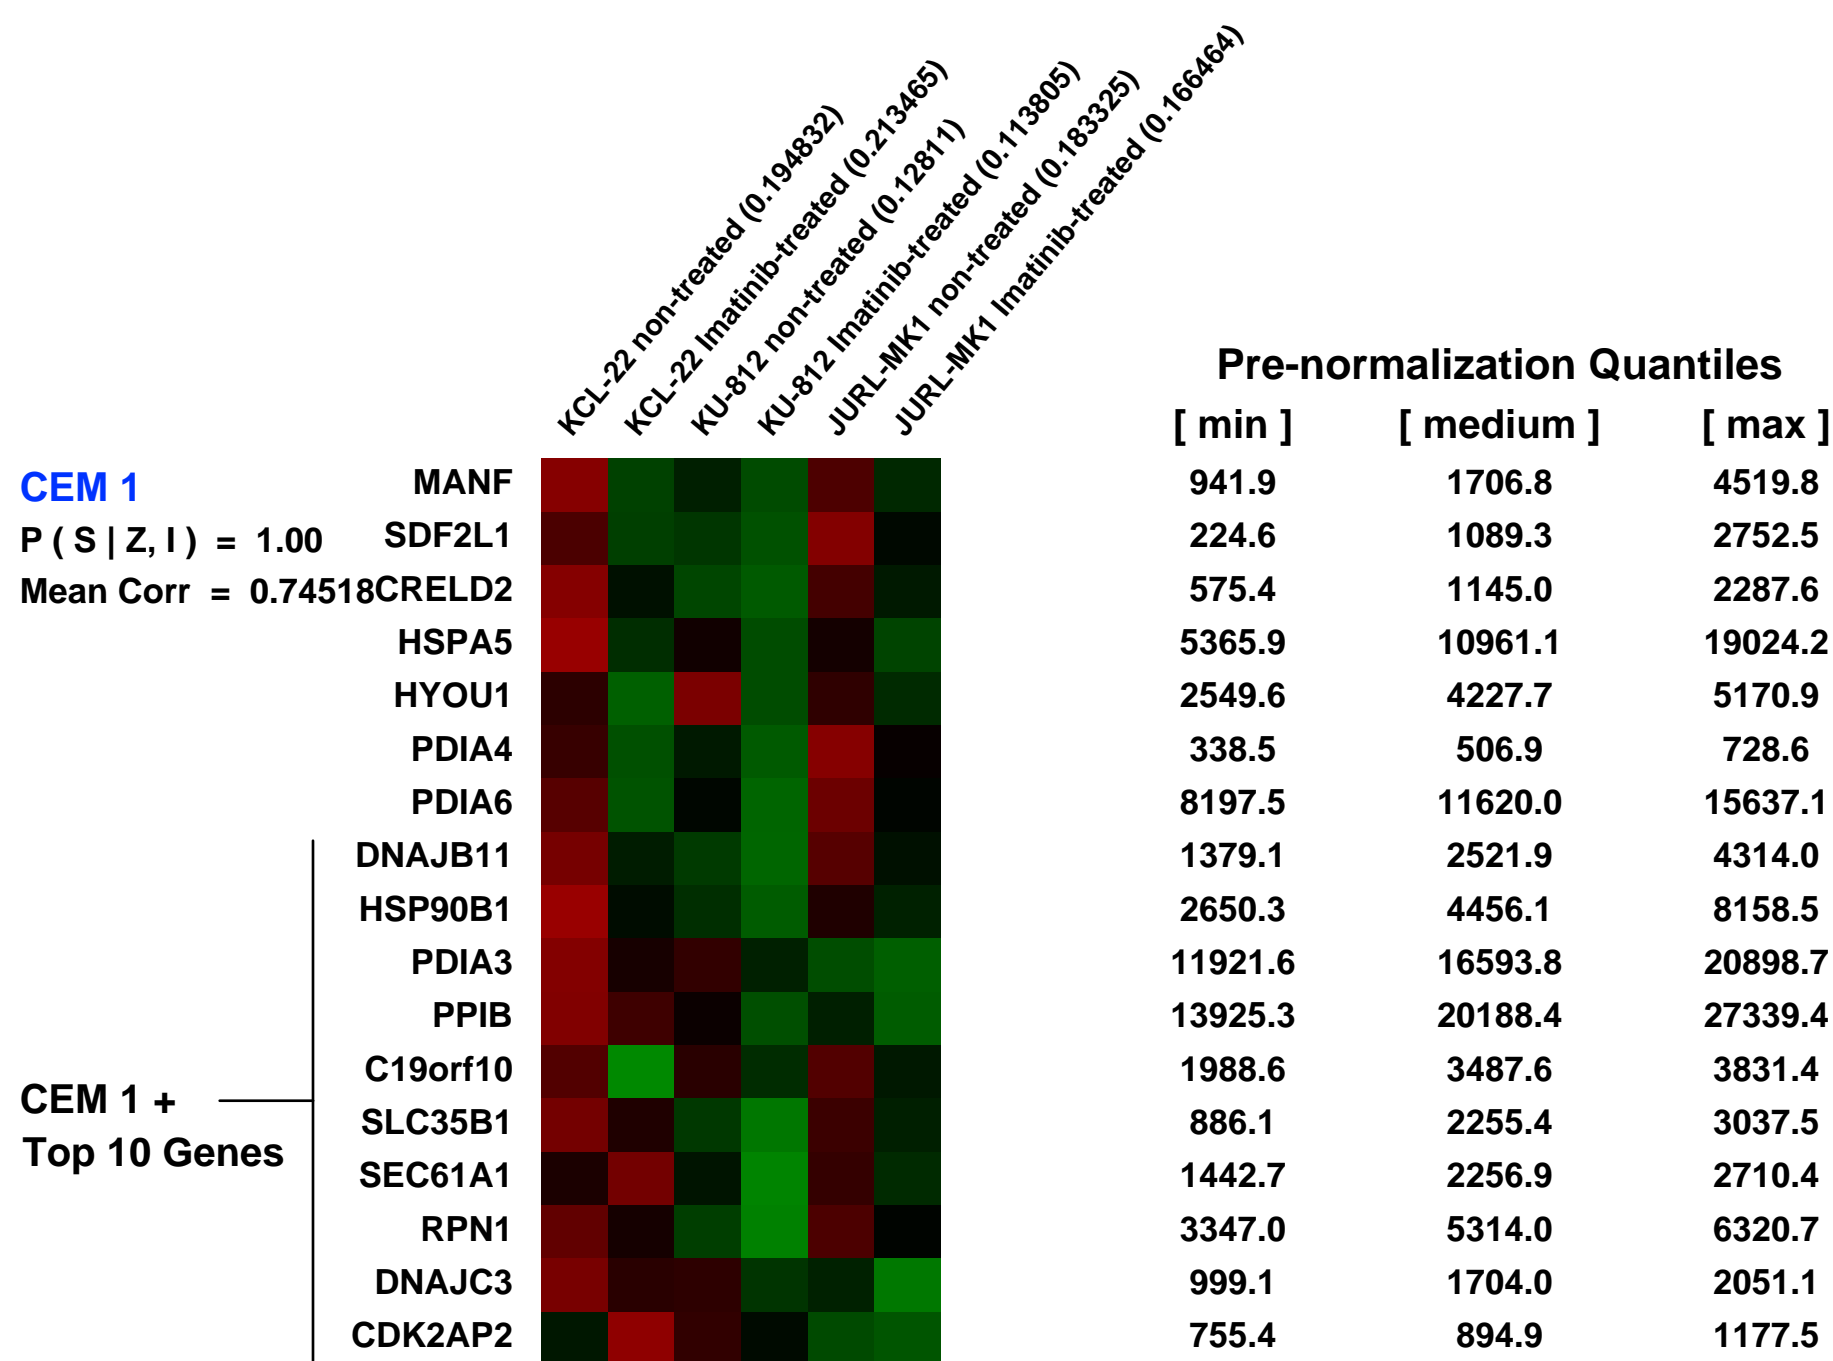 KCL-22 non-treated (0.194832)
KCL-22 Imatinib-treated (0.213465)
KU-812 non-treated (0.12811)
KU-812 Imatinib-treated (0.113805)
JURL-MK1 non-treated (0.183325)
JURL-MK1 Imatinib-treated (0.166464)
Pre-normalization Quantiles
[ min ] [ medium ] [ max ]
CEM 1 MANF 941.9 1706.8 4519.8
P ( S | Z, I ) = 1.00 SDF2L1 224.6 1089.3 2752.5
Mean Corr = 0.74518 CRELD2 575.4 1145.0 2287.6
HSPA5 5365.9 10961.1 19024.2
HYOU1 2549.6 4227.7 5170.9
PDIA4 338.5 506.9 728.6
PDIA6 8197.5 11620.0 15637.1
DNAJB11 1379.1 2521.9 4314.0
HSP90B1 2650.3 4456.1 8158.5
PDIA3 11921.6 16593.8 20898.7
PPIB 13925.3 20188.4 27339.4
C19orf10 1988.6 3487.6 3831.4
CEM 1 +
SLC35B1 886.1 2255.4 3037.5
Top 10 Genes
SEC61A1 1442.7 2256.9 2710.4
RPN1 3347.0 5314.0 6320.7
DNAJC3 999.1 1704.0 2051.1
CDK2AP2 755.4 894.9 1177.5